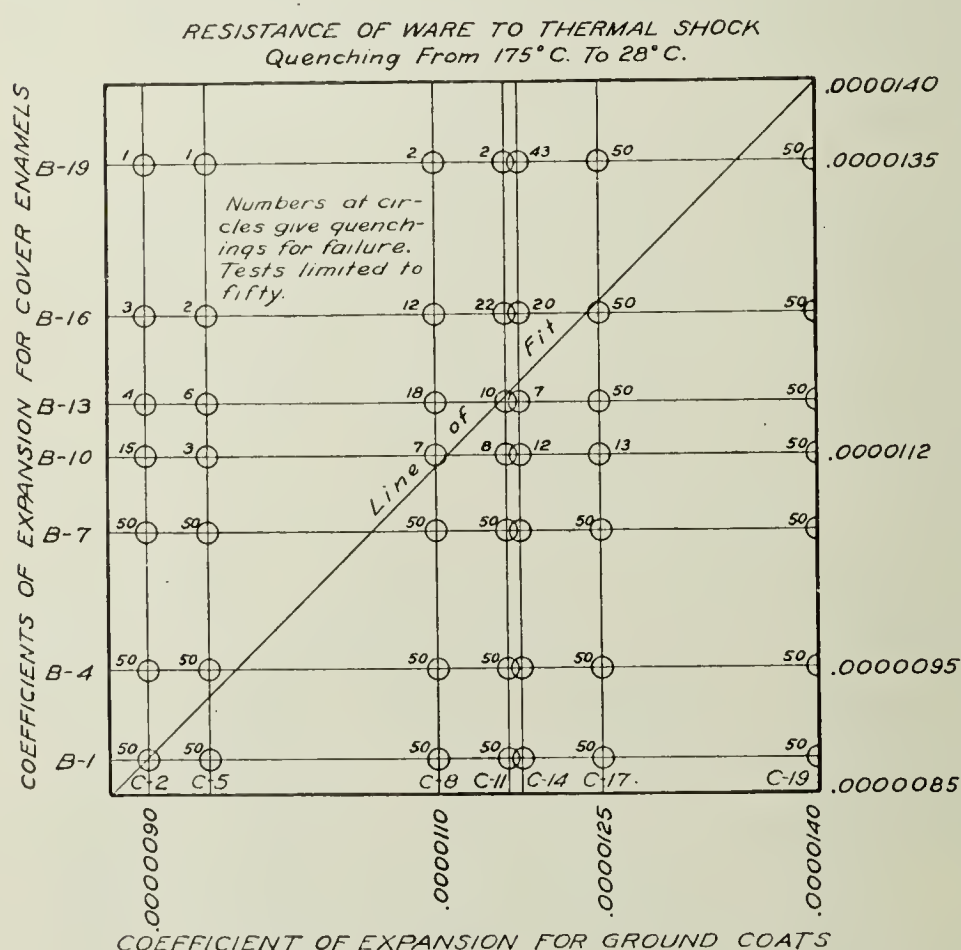 RESISTANCE OF WARE TO THERMAL SHOCK
Quenching From 175°C. To 28°C.
COEFFICIENTS OF EXPANSION FOR COVER ENAMELS
.0000140
B-19 1 1 2 2 43 50 50 .0000135
Numbers at cir-
cles give quench-
ings for failure.
Tests limited to
fifty.
B-16 3 2 12 22 20 50 50
Line of Fit
B-13 4 6 18 10 7 50 50
B-10 15 3 7 8 12 13 50 .0000112
B-7 50 50 50 50 50 50
B-4 50 50 50 50 50 50 .0000095
B-1 50 50 50 50 50 50
C-2 C-5 C-8 C-11 C-14 C-17. C-19 .0000085
.0000090 .0000110 .0000125 .0000140
COEFFICIENT OF EXPANSION FOR GROUND COATS